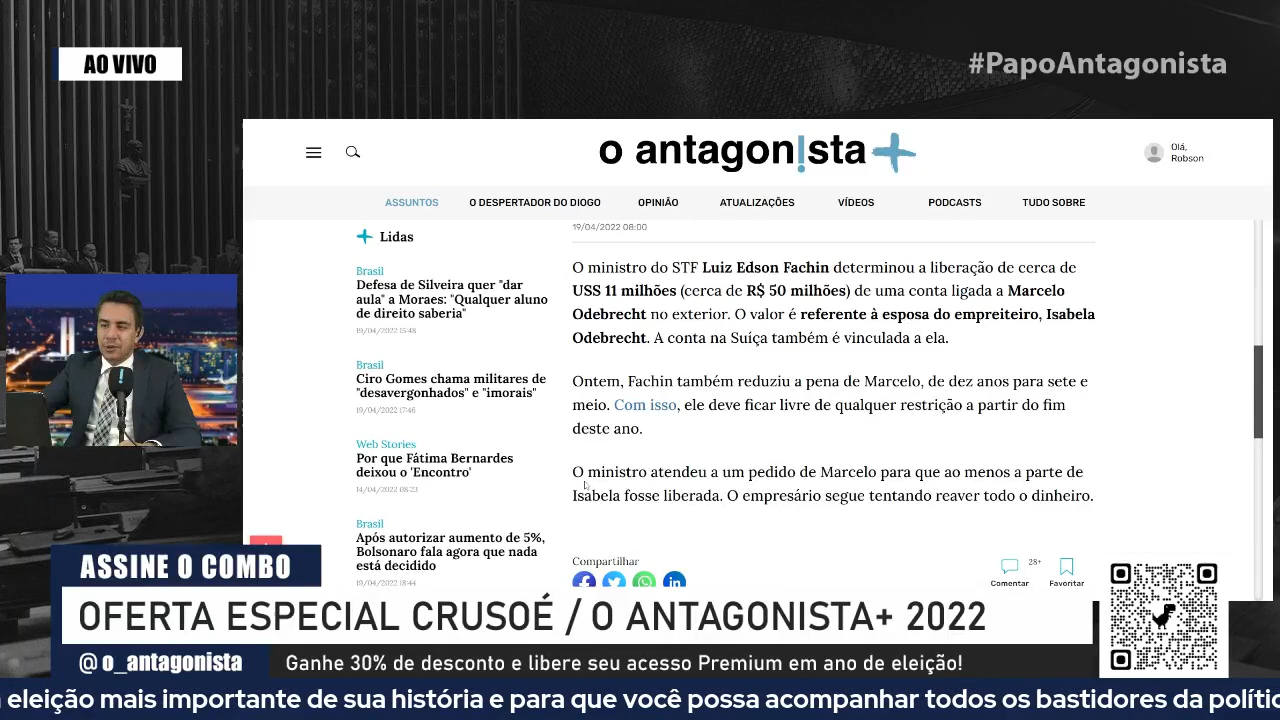 AO VIVO
#PapoAntagonista
o antagon!sta
Olá,
Robson
ASSUNTOS
O DESPERTADOR DO DIOGO
OPINIÃO
ATUALIZAÇÕES
VÍDEOS
PODCASTS
TUDO SOBRE
Lidas
Brasil
Defesa de Silveira quer "dar
aula" a Moraes: "Qualquer aluno
de direito saberia"
19/04/2022 15:48
Brasil
Ciro Gomes chama militares de
"desavergonhados" e "imorais"
19/04/2022 17:46
Web Stories
Por que Fátima Bernardes
deixou o 'Encontro'
14/04/2022 08:23
Brasil
Após autorizar aumento de 5%,
Bolsonaro fala agora que nada
está decidido
19/04/2022 18:44
19/04/2022 08:00
O ministro do STF Luiz Edson Fachin determinou a liberação de cerca de
US$ 11 milhões (cerca de R$ 50 milhões) de uma conta ligada a Marcelo
Odebrecht no exterior. O valor é referente à esposa do empreiteiro, Isabela
Odebrecht. A conta na Suíça também é vinculada a ela.
Ontem, Fachin também reduziu a pena de Marcelo, de dez anos para sete e
meio. Com isso, ele deve ficar livre de qualquer restrição a partir do fim
deste ano.
O ministro atendeu a um pedido de Marcelo para que ao menos a parte de
Isabela fosse liberada. O empresário segue tentando reaver todo o dinheiro.
Compartilhar
28+
Comentar
Favoritar
ASSINE O COMBO
OFERTA ESPECIAL CRUSOÉ / O ANTAGONISTA+ 2022
@o_antagonista
Ganhe 30% de desconto e libere seu acesso Premium em ano de eleição!
eleição mais importante de sua história e para que você possa acompanhar todos os bastidores da políti